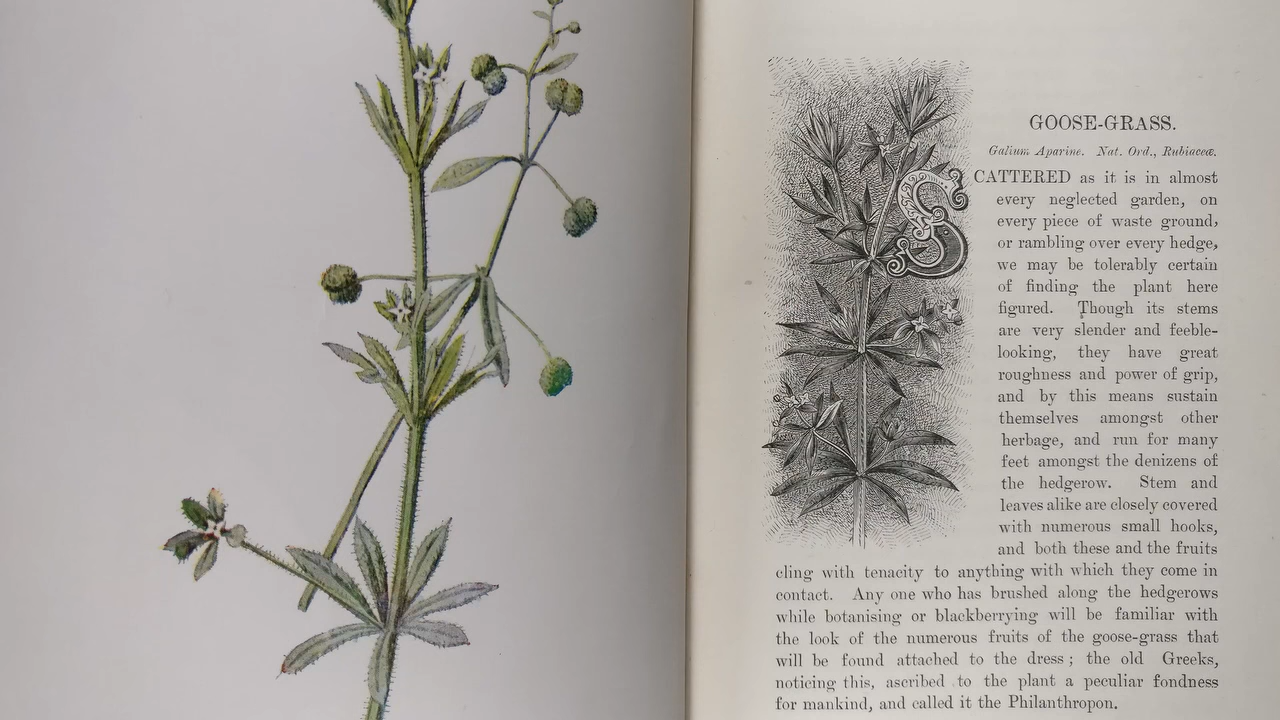 GOOSE-GRASS.
Galium Aparine. Nat. Ord., Rubiaceæ.
SCATTERED as it is in almost
every neglected garden, on
every piece of waste ground,
or rambling over every hedge,
we may be tolerably certain
of finding the plant here
figured. Though its stems
are very slender and feeble-
looking, they have great
roughness and power of grip,
and by this means sustain
themselves amongst other
herbage, and run for many
feet amongst the denizens of
the hedgerow. Stem and
leaves alike are closely covered
with numerous small hooks,
and both these and the fruits
cling with tenacity to anything with which they come in
contact. Any one who has brushed along the hedgerows
while botanising or blackberrying will be familiar with
the look of the numerous fruits of the goose-grass that
will be found attached to the dress; the old Greeks,
noticing this, ascribed to the plant a peculiar fondness
for mankind, and called it the Philanthropon.